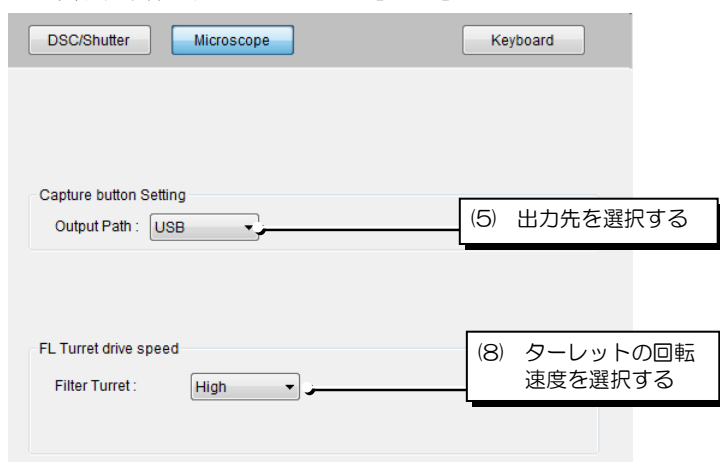 DSC/Shutter Microscope Keyboard
Capture button Setting
Output Path : USB
(5) 出力先を選択する
FL Turret drive speed
Filter Turret : High
(8) ターレットの回転
速度を選択する